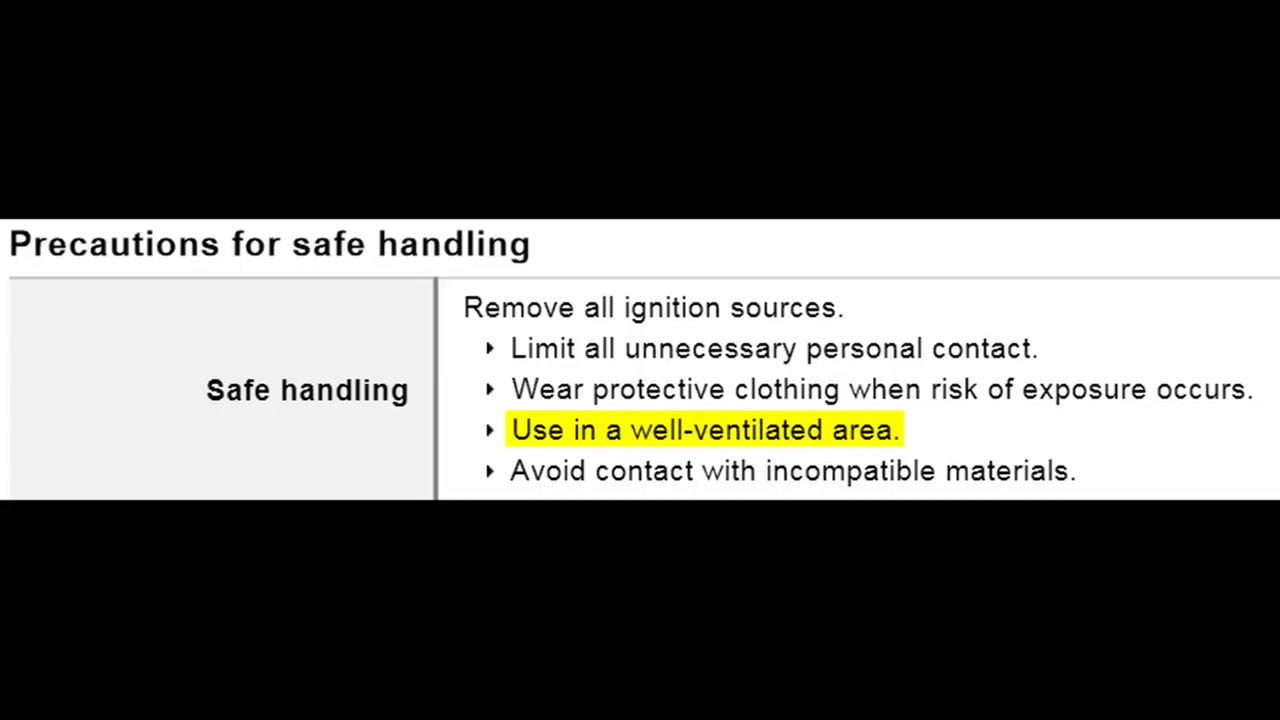 Precautions for safe handling
Safe handling
Remove all ignition sources.
Limit all unnecessary personal contact.
Wear protective clothing when risk of exposure occurs.
Use in a well-ventilated area.
Avoid contact with incompatible materials.